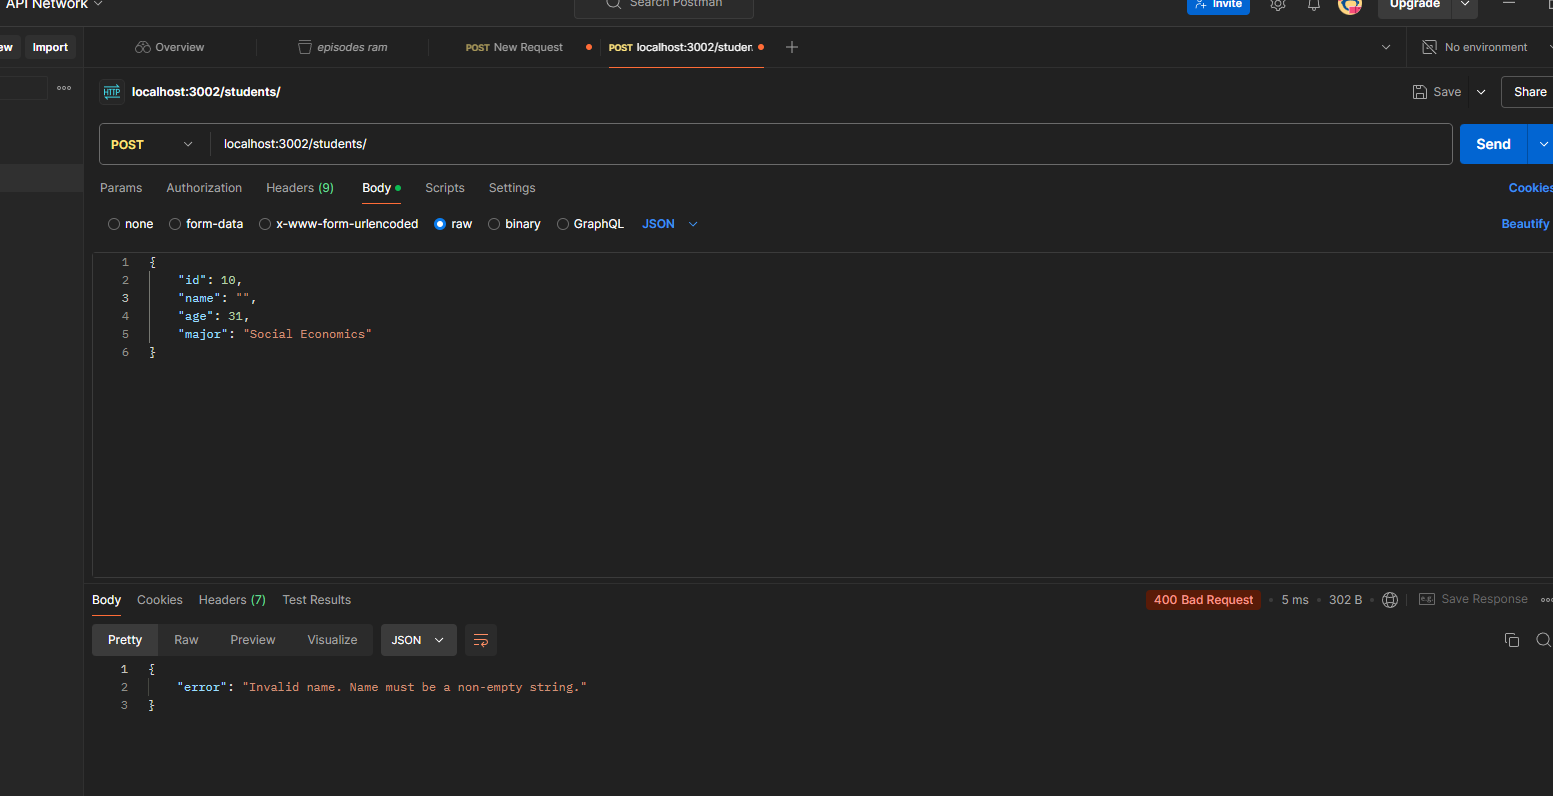 API Network
Search Postman
Invite
Upgrade
ew
Import
Overview
episodes ram
POST New Request
POST localhost:3002/studen
No environment
HTTP
localhost:3002/students/
Save
Share
POST
localhost:3002/students/
Send
Params
Authorization
Headers (9)
Body
Scripts
Settings
Cookies
none
form-data
x-www-form-urlencoded
raw
binary
GraphQL
JSON
Beautify
1 {
2 "id": 10,
3 "name": "",
4 "age": 31,
5 "major": "Social Economics"
6 }
Body
Cookies
Headers (7)
Test Results
400 Bad Request
5 ms
302 B
e.g.
Save Response
Pretty
Raw
Preview
Visualize
JSON
1 {
2 "error": "Invalid name. Name must be a non-empty string."
3 }